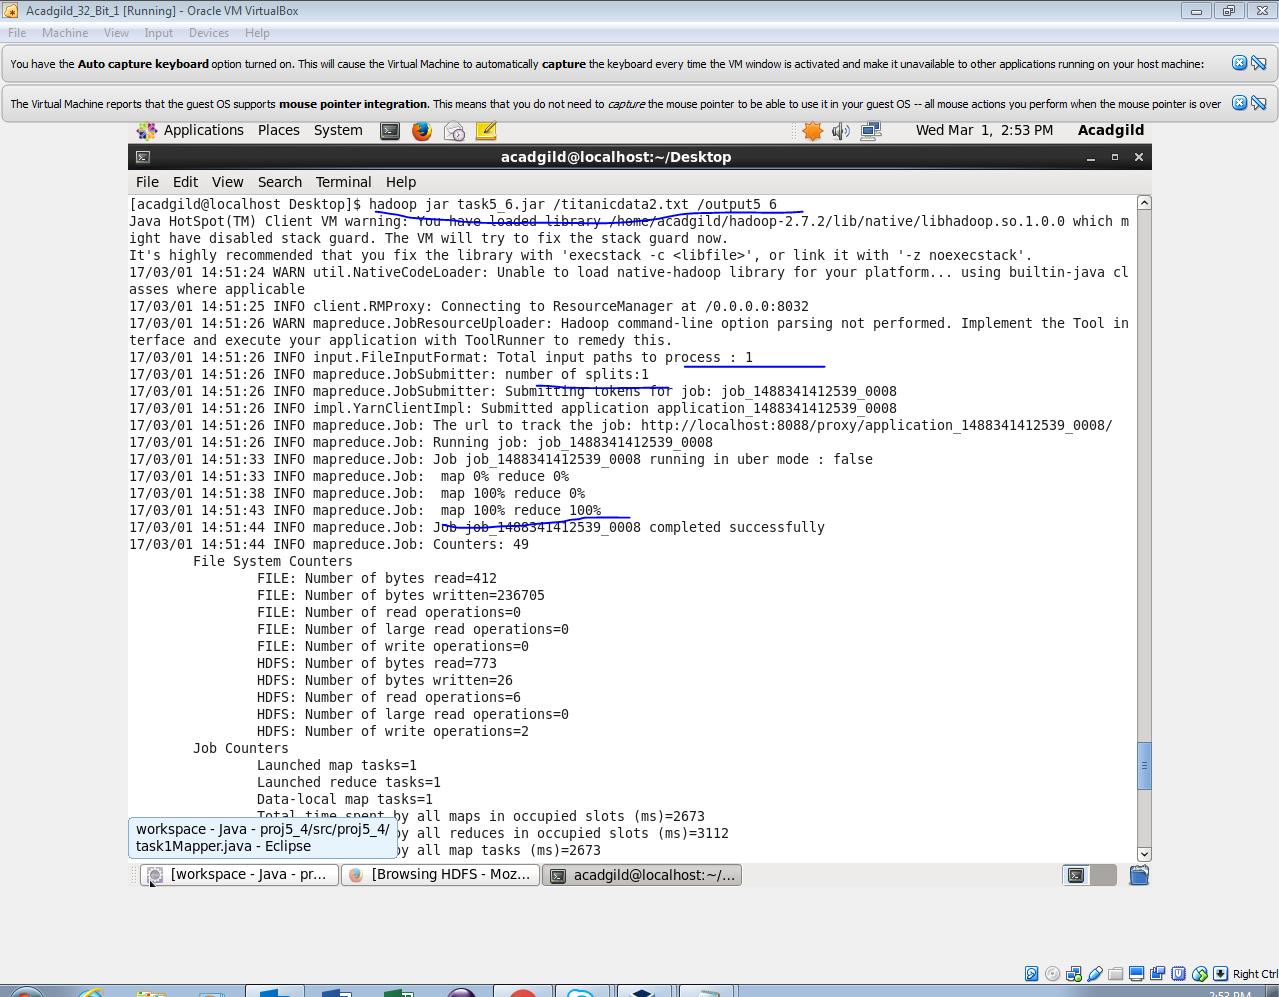 Acadgild_32_Bit_1 [Running] - Oracle VM VirtualBox
File Machine View Input Devices Help
You have the Auto capture keyboard option turned on. This will cause the Virtual Machine to automatically capture the keyboard every time the VM window is activated and make it unavailable to other applications running on your host machine:
The Virtual Machine reports that the guest OS supports mouse pointer integration. This means that you do not need to capture the mouse pointer to be able to use it in your guest OS -- all mouse actions you perform when the mouse pointer is over
Applications Places System Wed Mar 1, 2:53 PM Acadgild
acadgild@localhost:~/Desktop
File Edit View Search Terminal Help
[acadgild@localhost Desktop]$ hadoop jar task5_6.jar /titanicdata2.txt /output5_6
Java HotSpot(TM) Client VM warning: You have loaded library /home/acadgild/hadoop-2.7.2/lib/native/libhadoop.so.1.0.0 which m
ight have disabled stack guard. The VM will try to fix the stack guard now.
It's highly recommended that you fix the library with 'execstack -c <libfile>', or link it with '-z noexecstack'.
17/03/01 14:51:24 WARN util.NativeCodeLoader: Unable to load native-hadoop library for your platform... using builtin-java cl
asses where applicable
17/03/01 14:51:25 INFO client.RMProxy: Connecting to ResourceManager at /0.0.0.0:8032
17/03/01 14:51:26 WARN mapreduce.JobResourceUploader: Hadoop command-line option parsing not performed. Implement the Tool in
terface and execute your application with ToolRunner to remedy this.
17/03/01 14:51:26 INFO input.FileInputFormat: Total input paths to process : 1
17/03/01 14:51:26 INFO mapreduce.JobSubmitter: number of splits:1
17/03/01 14:51:26 INFO mapreduce.JobSubmitter: Submitting tokens for job: job_1488341412539_0008
17/03/01 14:51:26 INFO impl.YarnClientImpl: Submitted application application_1488341412539_0008
17/03/01 14:51:26 INFO mapreduce.Job: The url to track the job: http://localhost:8088/proxy/application_1488341412539_0008/
17/03/01 14:51:26 INFO mapreduce.Job: Running job: job_1488341412539_0008
17/03/01 14:51:33 INFO mapreduce.Job: Job job_1488341412539_0008 running in uber mode : false
17/03/01 14:51:33 INFO mapreduce.Job:  map 0% reduce 0%
17/03/01 14:51:38 INFO mapreduce.Job:  map 100% reduce 0%
17/03/01 14:51:43 INFO mapreduce.Job:  map 100% reduce 100%
17/03/01 14:51:44 INFO mapreduce.Job: Job job_1488341412539_0008 completed successfully
17/03/01 14:51:44 INFO mapreduce.Job: Counters: 49
File System Counters
FILE: Number of bytes read=412
FILE: Number of bytes written=236705
FILE: Number of read operations=0
FILE: Number of large read operations=0
FILE: Number of write operations=0
HDFS: Number of bytes read=773
HDFS: Number of bytes written=26
HDFS: Number of read operations=6
HDFS: Number of large read operations=0
HDFS: Number of write operations=2
Job Counters
Launched map tasks=1
Launched reduce tasks=1
Data-local map tasks=1
Total time spent by all maps in occupied slots (ms)=2673
by all reduces in occupied slots (ms)=3112
by all map tasks (ms)=2673
workspace - Java - proj5_4/src/proj5_4/
task1Mapper.java - Eclipse
[workspace - Java - pr... [Browsing HDFS - Moz... acadgild@localhost:~/...
Right Ctrl
2:53 PM